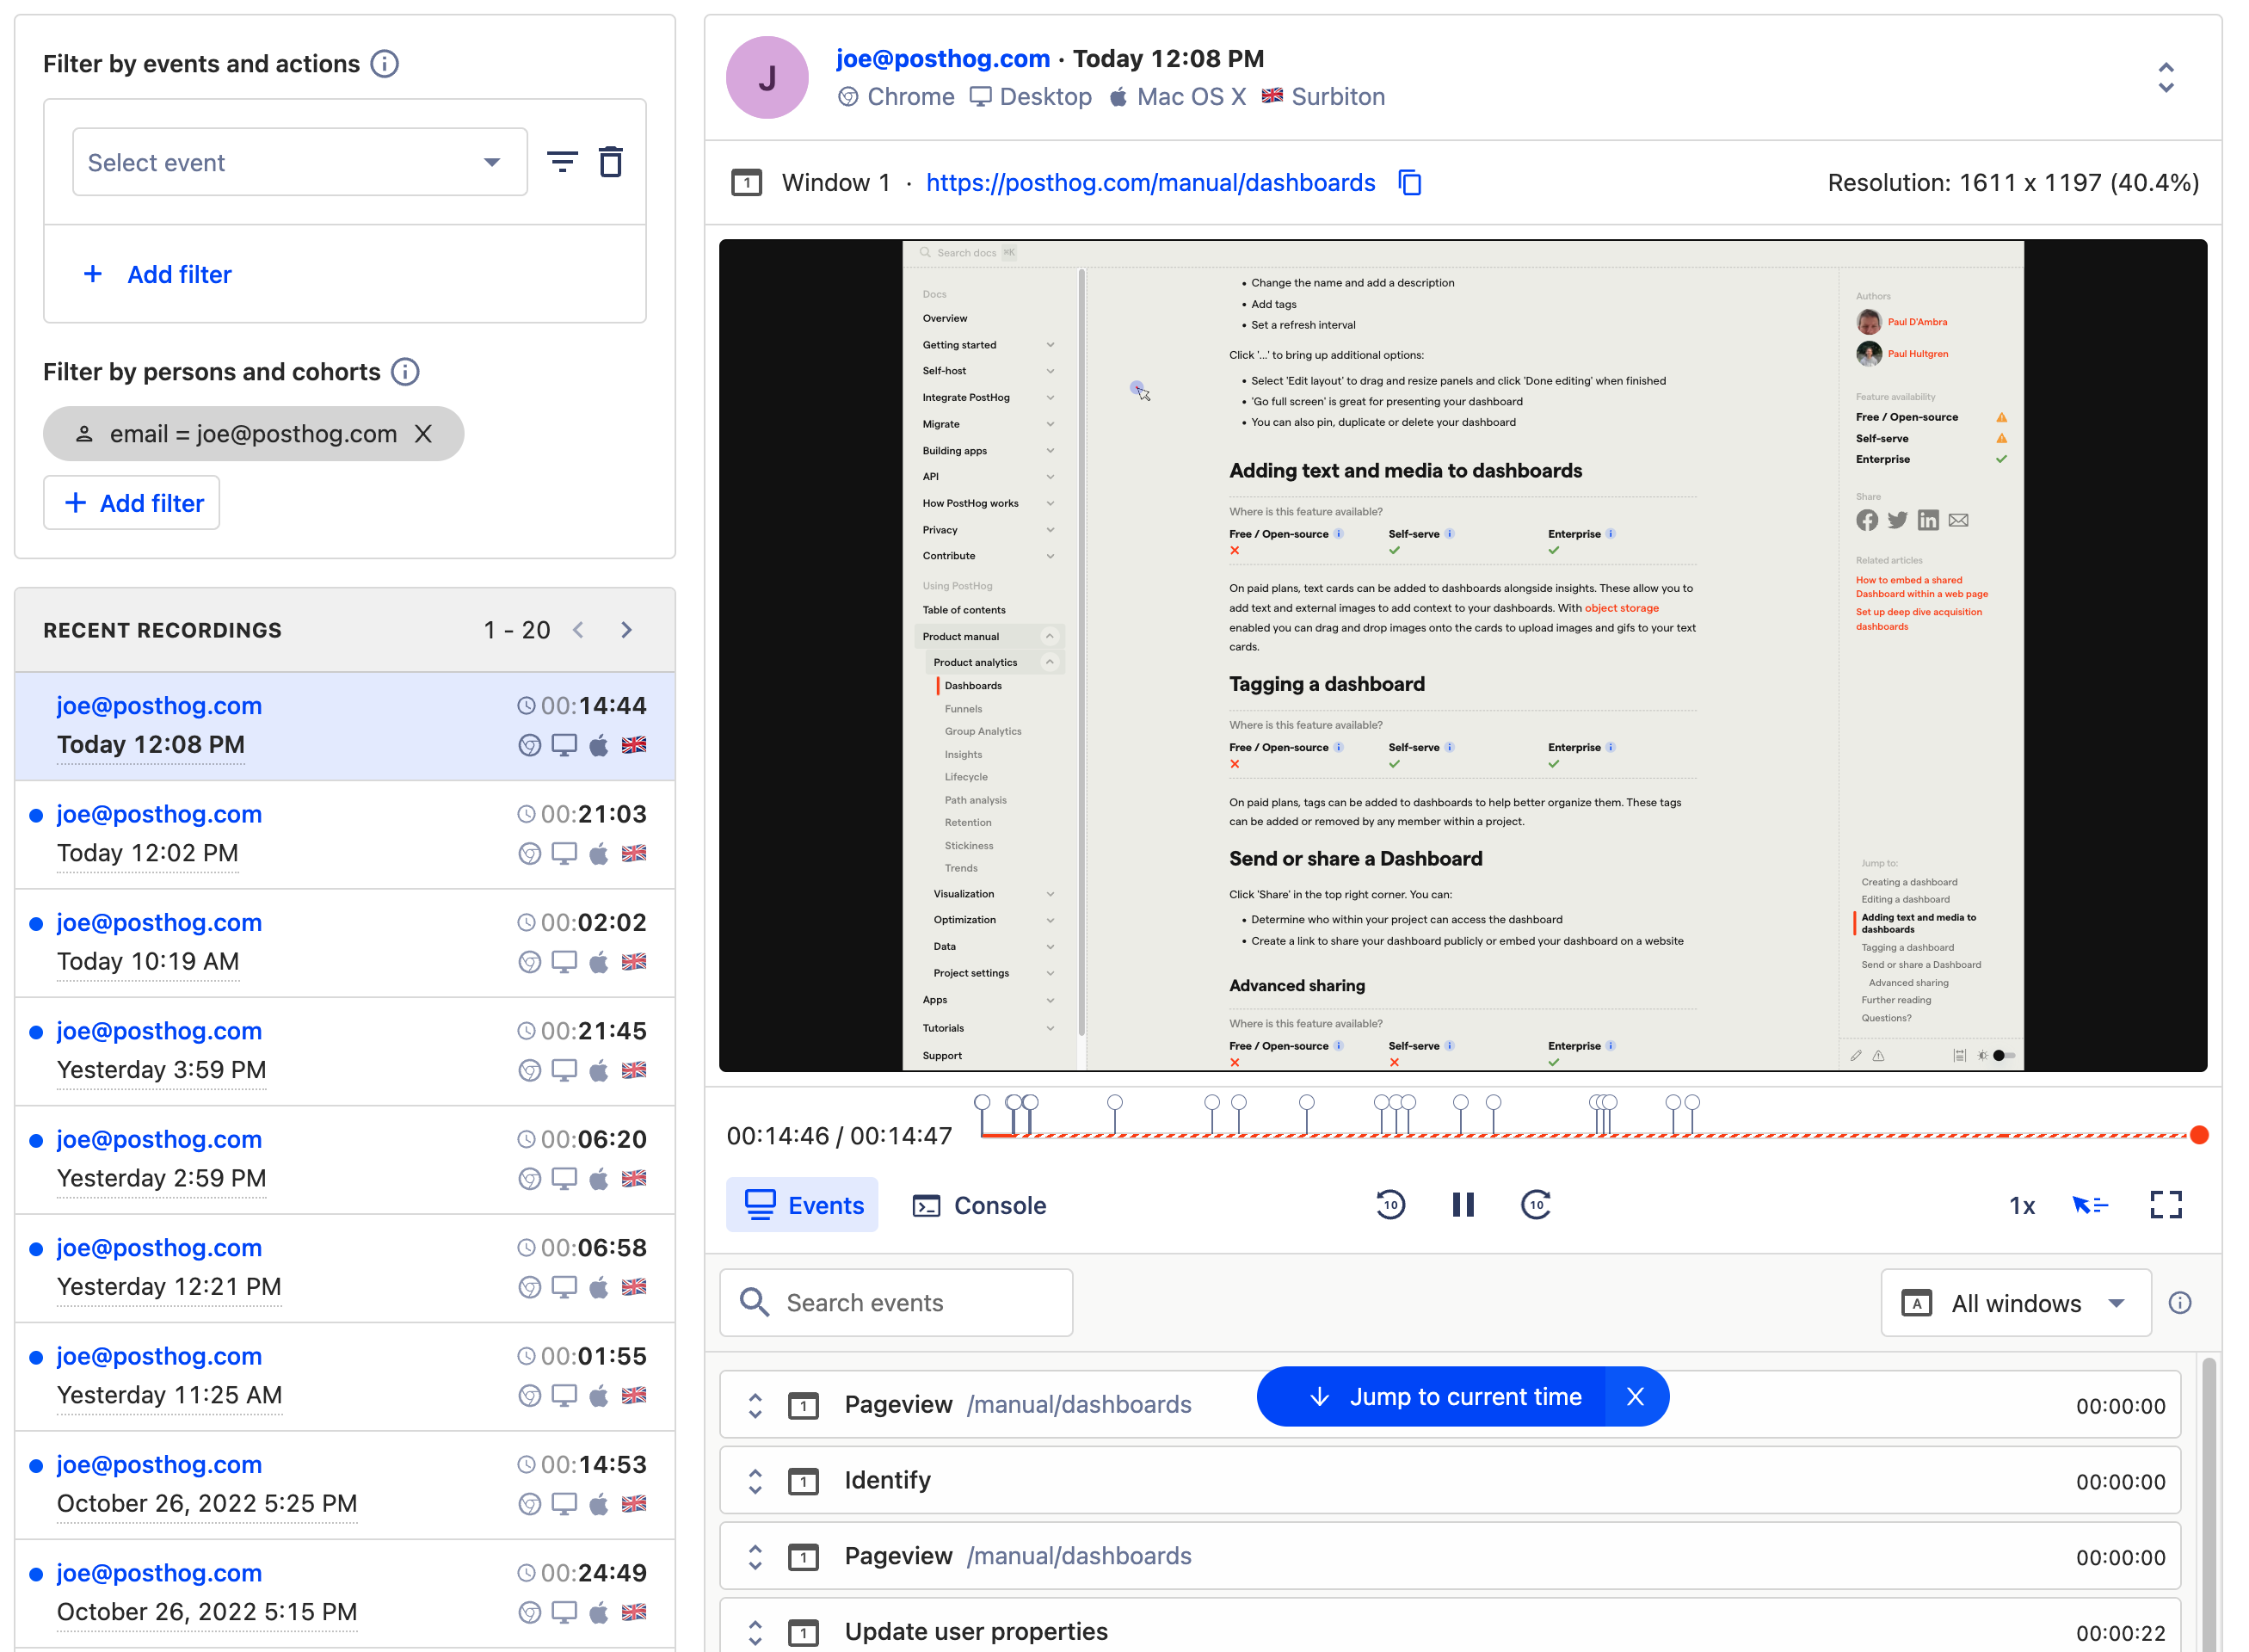 Filter by events and actions
Select event
Add filter
Filter by persons and cohorts
email = joe@posthog.com X
Add filter
RECENT RECORDINGS 1 - 20
joe@posthog.com 00:14:44
Today 12:08 PM
joe@posthog.com 00:21:03
Today 12:02 PM
joe@posthog.com 00:02:02
Today 10:19 AM
joe@posthog.com 00:21:45
Yesterday 3:59 PM
joe@posthog.com 00:06:20
Yesterday 2:59 PM
joe@posthog.com 00:06:58
Yesterday 12:21 PM
joe@posthog.com 00:01:55
Yesterday 11:25 AM
joe@posthog.com 00:14:53
October 26, 2022 5:25 PM
joe@posthog.com 00:24:49
October 26, 2022 5:15 PM
J
joe@posthog.com · Today 12:08 PM
Chrome Desktop Mac OS X Surbiton
1 Window 1 · https://posthog.com/manual/dashboards
Resolution: 1611 x 1197 (40.4%)
Search docs ⌘K
Docs
Overview
Getting started
Self-host
Integrate PostHog
Migrate
Building apps
API
How PostHog works
Privacy
Contribute
Using PostHog
Table of contents
Product manual
Product analytics
Dashboards
Funnels
Group Analytics
Insights
Lifecycle
Path analysis
Retention
Stickiness
Trends
Visualization
Optimization
Data
Project settings
Apps
Tutorials
Support
• Change the name and add a description
• Add tags
• Set a refresh interval
Click '...' to bring up additional options:
• Select 'Edit layout' to drag and resize panels and click 'Done editing' when finished
• 'Go full screen' is great for presenting your dashboard
• You can also pin, duplicate or delete your dashboard
Adding text and media to dashboards
Where is this feature available?
Free / Open-source Self-serve Enterprise
On paid plans, text cards can be added to dashboards alongside insights. These allow you to
add text and external images to add context to your dashboards. With object storage
enabled you can drag and drop images onto the cards to upload images and gifs to your text
cards.
Tagging a dashboard
Where is this feature available?
Free / Open-source Self-serve Enterprise
On paid plans, tags can be added to dashboards to help better organize them. These tags
can be added or removed by any member within a project.
Send or share a Dashboard
Click 'Share' in the top right corner. You can:
• Determine who within your project can access the dashboard
• Create a link to share your dashboard publicly or embed your dashboard on a website
Advanced sharing
Where is this feature available?
Free / Open-source Self-serve Enterprise
Authors
Paul D'Ambra
Paul Hultgren
Feature availability
Free / Open-source
Self-serve
Enterprise
Share
Related articles
How to embed a shared
Dashboard within a web page
Set up deep dive acquisition
dashboards
Jump to:
Creating a dashboard
Editing a dashboard
Adding text and media to
dashboards
Tagging a dashboard
Send or share a Dashboard
Advanced sharing
Further reading
Questions?
00:14:46 / 00:14:47
Events
Console
10
10
1x
Search events
A All windows
Jump to current time X
1 Pageview /manual/dashboards 00:00:00
1 Identify 00:00:00
1 Pageview /manual/dashboards 00:00:00
1 Update user properties 00:00:22